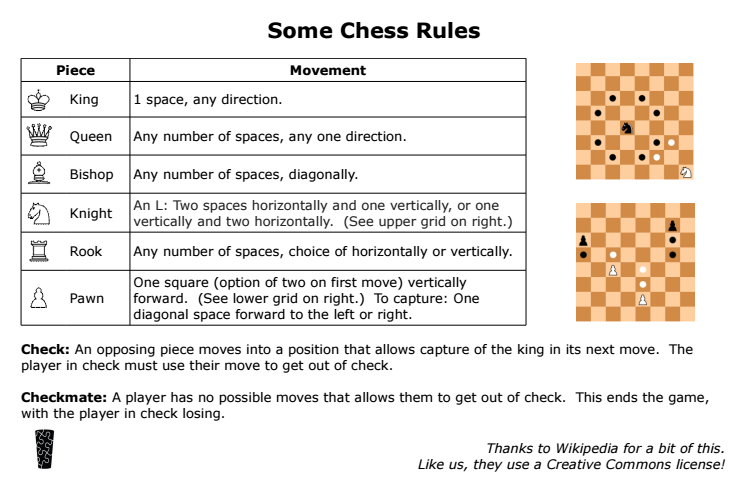 Some Chess Rules
Piece Movement
King 1 space, any direction.
Queen Any number of spaces, any one direction.
Bishop Any number of spaces, diagonally.
Knight An L: Two spaces horizontally and one vertically, or one
vertically and two horizontally. (See upper grid on right.)
Rook Any number of spaces, choice of horizontally or vertically.
Pawn One square (option of two on first move) vertically
forward. (See lower grid on right.) To capture: One
diagonal space forward to the left or right.
Check: An opposing piece moves into a position that allows capture of the king in its next move. The
player in check must use their move to get out of check.
Checkmate: A player has no possible moves that allows them to get out of check. This ends the game,
with the player in check losing.
Thanks to Wikipedia for a bit of this.
Like us, they use a Creative Commons license!